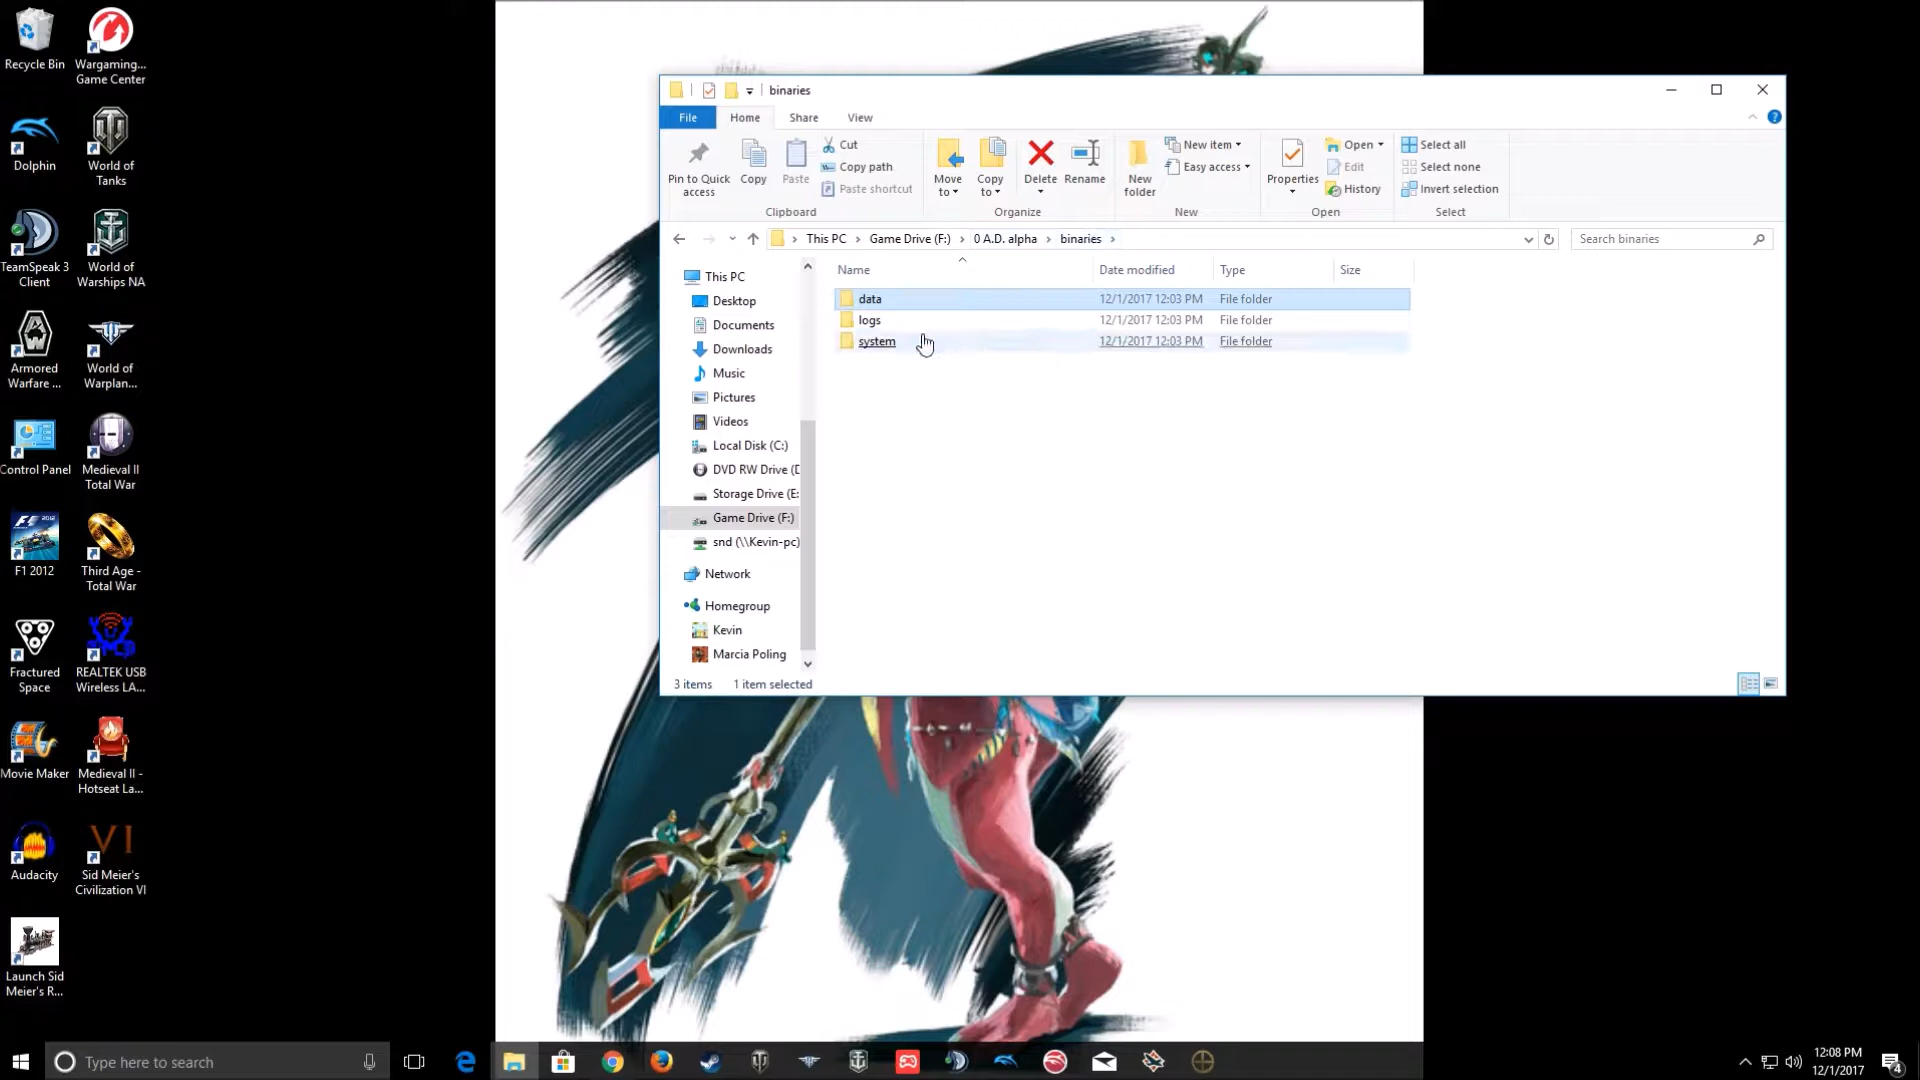 Recycle Bin
Wargaming...
Game Center
Dolphin
World of
Tanks
TeamSpeak 3
Client
World of
Warships NA
Armored
Warfare ...
World of
Warplan...
Control Panel
Medieval II
Total War
F1 2012
Third Age -
Total War
Fractured
Space
REALTEK USB
Wireless LA...
Movie Maker
Medieval II -
Hotseat La...
Audacity
VI
Sid Meier's
Civilization VI
Launch Sid
Meier's R...
binaries
File
Home
Share
View
Pin to Quick
access
Copy
Paste
Cut
Copy path
Paste shortcut
Clipboard
Move
to
Copy
to
Delete
Rename
Organize
New
folder
New item
Easy access
New
Properties
Open
Edit
History
Open
Select all
Select none
Invert selection
Select
This PC > Game Drive (F:) > 0 A.D. alpha > binaries >
Search binaries
This PC
Desktop
Documents
Downloads
Music
Pictures
Videos
Local Disk (C:)
DVD RW Drive (D
Storage Drive (E:
Game Drive (F:)
snd (\\Kevin-pc)
Network
Homegroup
Kevin
Marcia Poling
Name Date modified Type Size
data 12/1/2017 12:03 PM File folder
logs 12/1/2017 12:03 PM File folder
system 12/1/2017 12:03 PM File folder
3 items 1 item selected
Type here to search
12:08 PM
12/1/2017
4